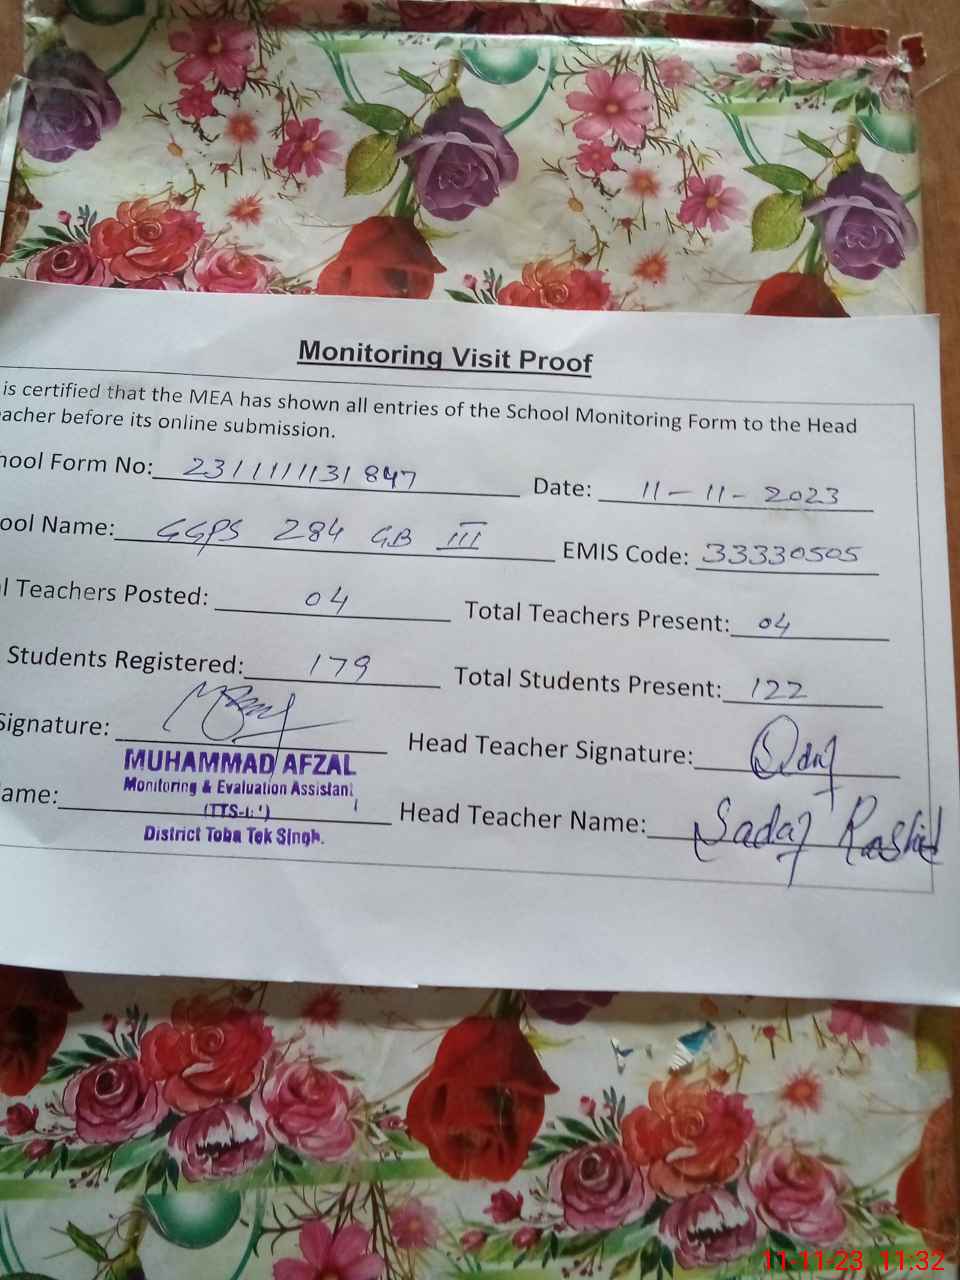 Monitoring Visit Proof
is certified that the MEA has shown all entries of the School Monitoring Form to the Head
acher before its online submission.
hool Form No: 231111131847 Date: 11-11-2023
ool Name: GGPS 284 GB III EMIS Code: 33330505
l Teachers Posted: 04 Total Teachers Present: 04
Students Registered: 179 Total Students Present: 122
Signature: Head Teacher Signature:
MUHAMMAD AFZAL
Monitoring & Evaluation Assistant
ame: Head Teacher Name: Sadaf Rashid
District Toba Tek Singh.
11-11-23 11:32